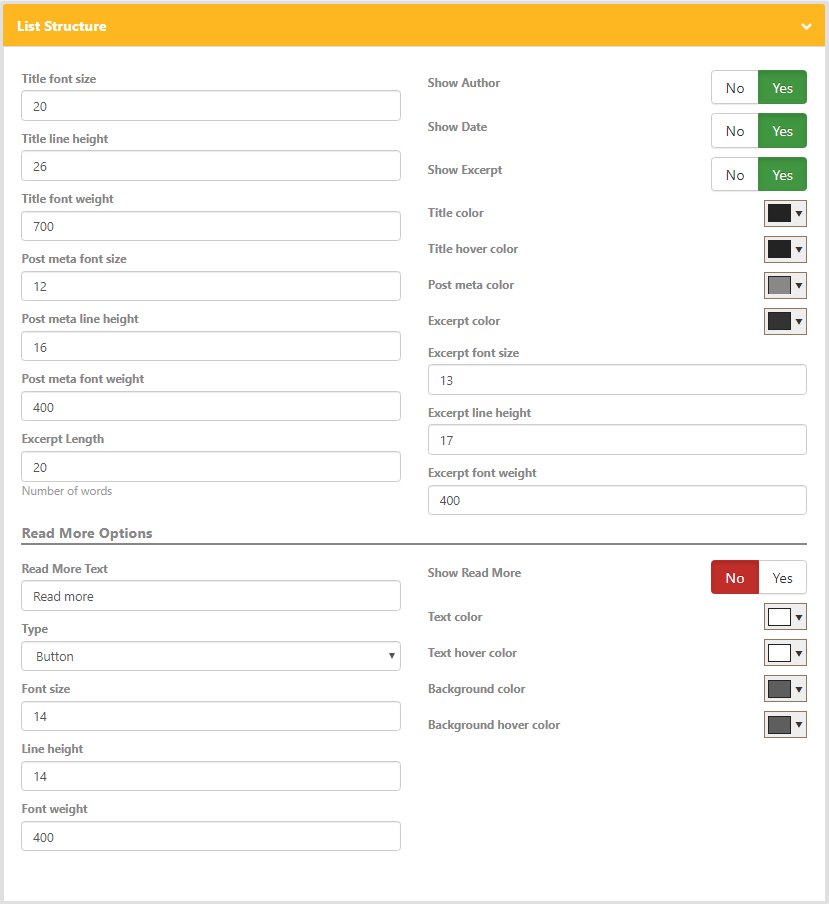 List Structure
Title font size
20
Title line height
26
Title font weight
700
Post meta font size
12
Post meta line height
16
Post meta font weight
400
Excerpt Length
20
Number of words
Show Author
No Yes
Show Date
No Yes
Show Excerpt
No Yes
Title color
Title hover color
Post meta color
Excerpt color
Excerpt font size
13
Excerpt line height
17
Excerpt font weight
400
Read More Options
Read More Text
Read more
Type
Button
Font size
14
Line height
14
Font weight
400
Show Read More
No Yes
Text color
Text hover color
Background color
Background hover color